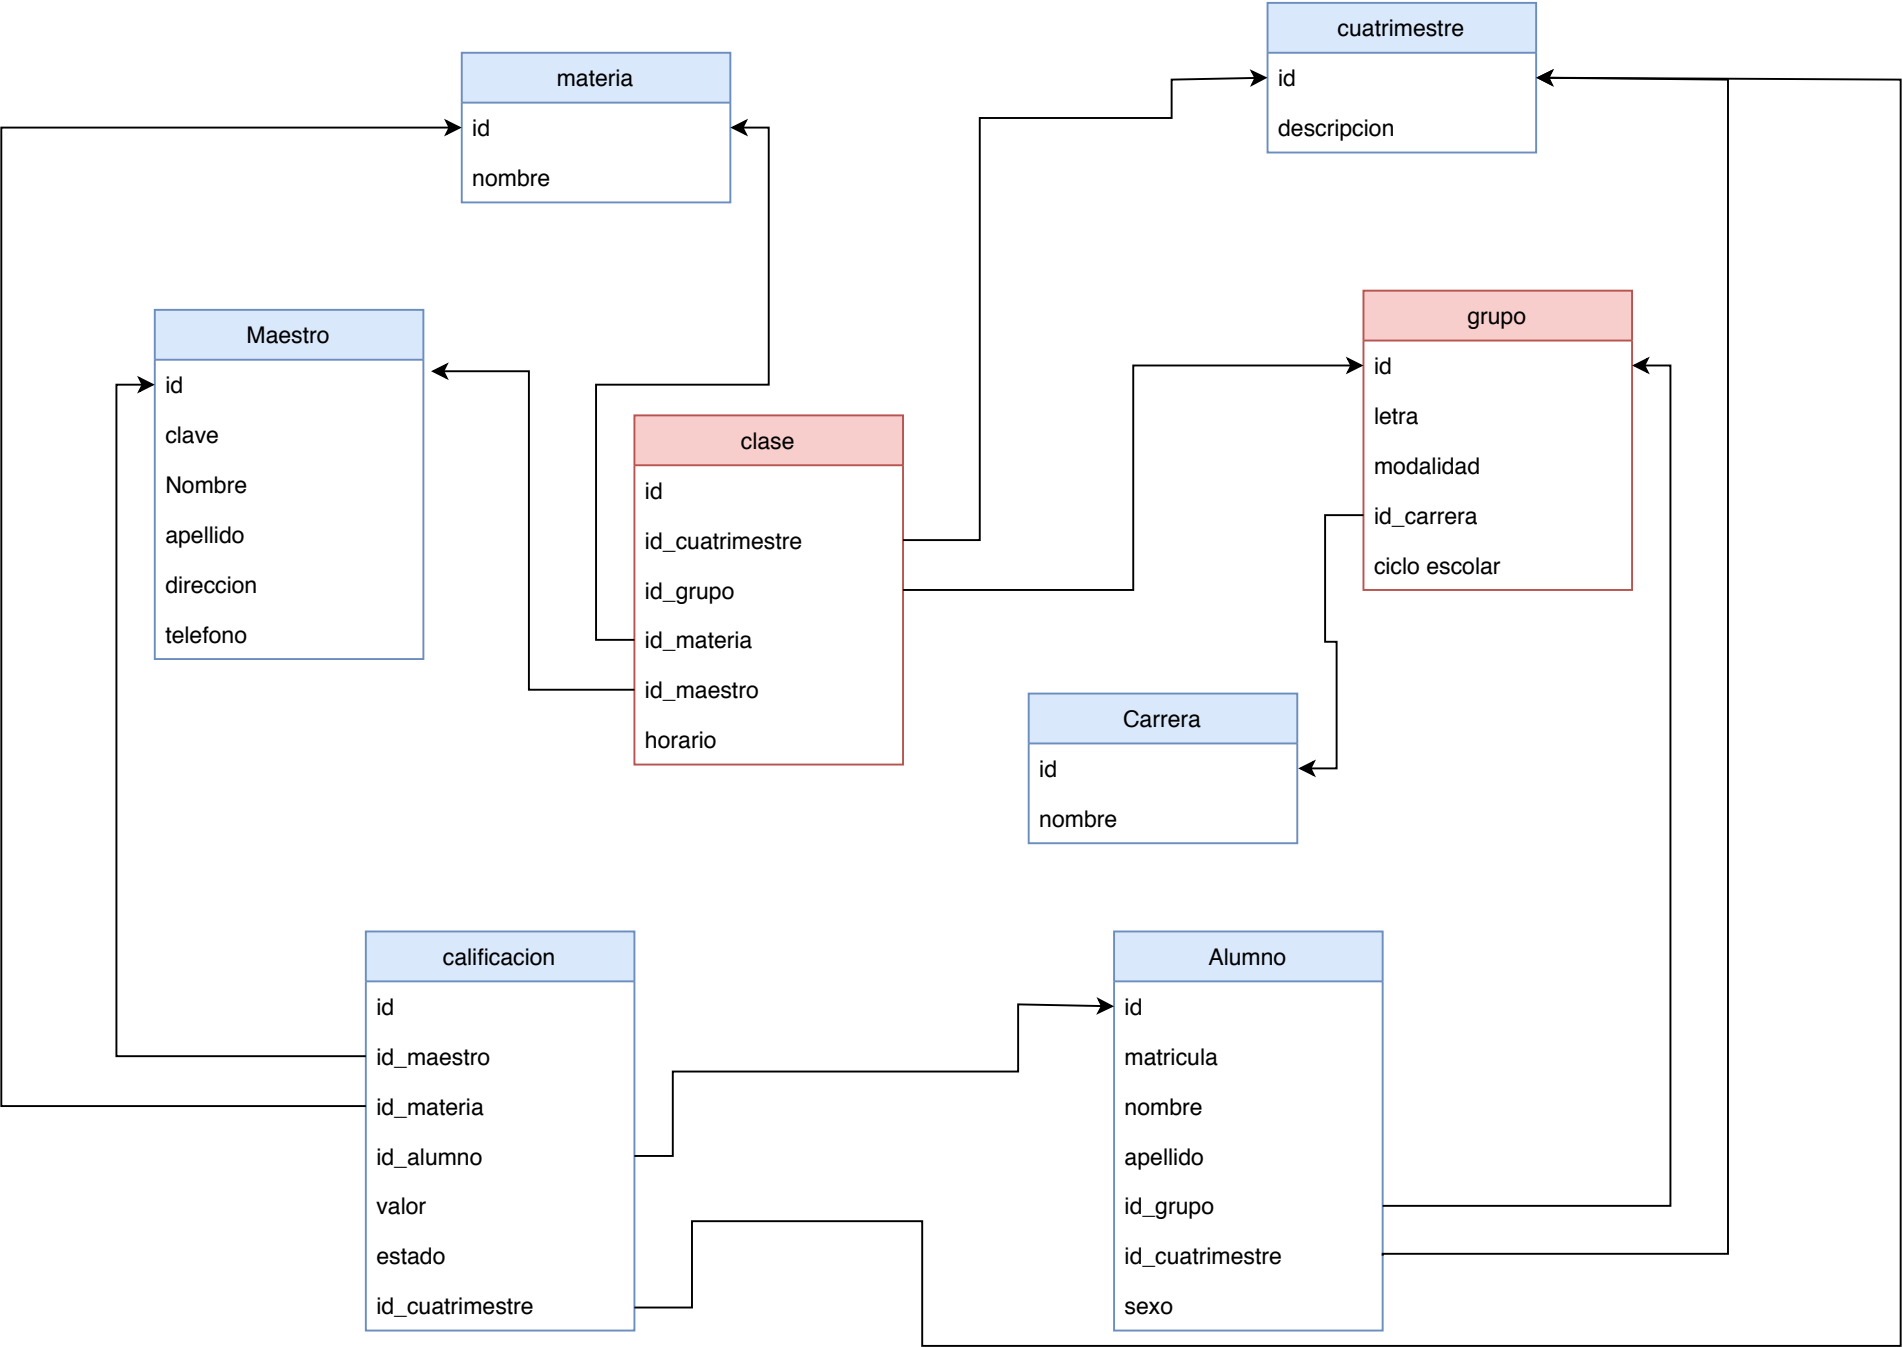 cuatrimestre
id
descripcion
materia
id
nombre
Maestro
id
clave
Nombre
apellido
direccion
telefono
grupo
id
letra
modalidad
id_carrera
ciclo escolar
clase
id
id_cuatrimestre
id_grupo
id_materia
id_maestro
horario
Carrera
id
nombre
calificacion
id
id_maestro
id_materia
id_alumno
valor
estado
id_cuatrimestre
Alumno
id
matricula
nombre
apellido
id_grupo
id_cuatrimestre
sexo